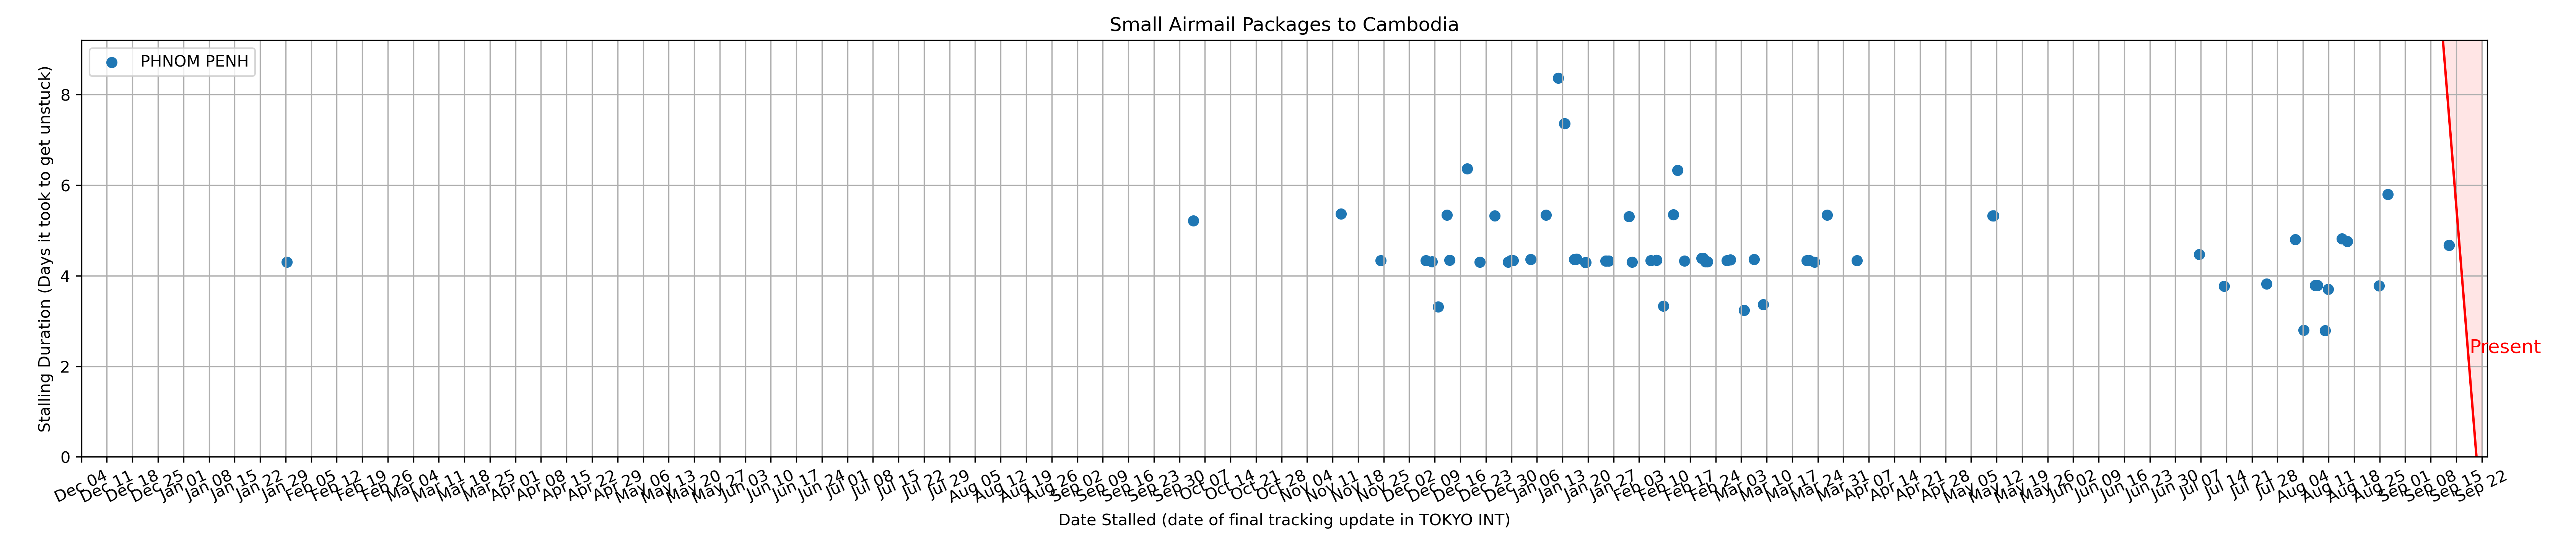 Small Airmail Packages to Cambodia
PHNOM PENH
Stalling Duration (Days it took to get unstuck)
8
6
4
2
0
Present
Dec 04
Dec 11
Dec 18
Dec 25
Jan 01
Jan 08
Jan 15
Jan 22
Jan 29
Feb 05
Feb 12
Feb 19
Feb 26
Mar 04
Mar 11
Mar 18
Mar 25
Apr 01
Apr 08
Apr 15
Apr 22
Apr 29
May 06
May 13
May 20
May 27
Jun 03
Jun 10
Jun 17
Jun 24
Jul 01
Jul 08
Jul 15
Jul 22
Jul 29
Aug 05
Aug 12
Aug 19
Aug 26
Sep 02
Sep 09
Sep 16
Sep 23
Sep 30
Oct 07
Oct 14
Oct 21
Oct 28
Nov 04
Nov 11
Nov 18
Nov 25
Dec 02
Dec 09
Dec 16
Dec 23
Dec 30
Jan 06
Jan 13
Jan 20
Jan 27
Feb 03
Feb 10
Feb 17
Feb 24
Mar 03
Mar 10
Mar 17
Mar 24
Mar 31
Apr 07
Apr 14
Apr 21
Apr 28
May 05
May 12
May 19
May 26
Jun 02
Jun 09
Jun 16
Jun 23
Jun 30
Jul 07
Jul 14
Jul 21
Jul 28
Aug 04
Aug 11
Aug 18
Aug 25
Sep 01
Sep 08
Sep 15
Sep 22
Date Stalled (date of final tracking update in TOKYO INT)